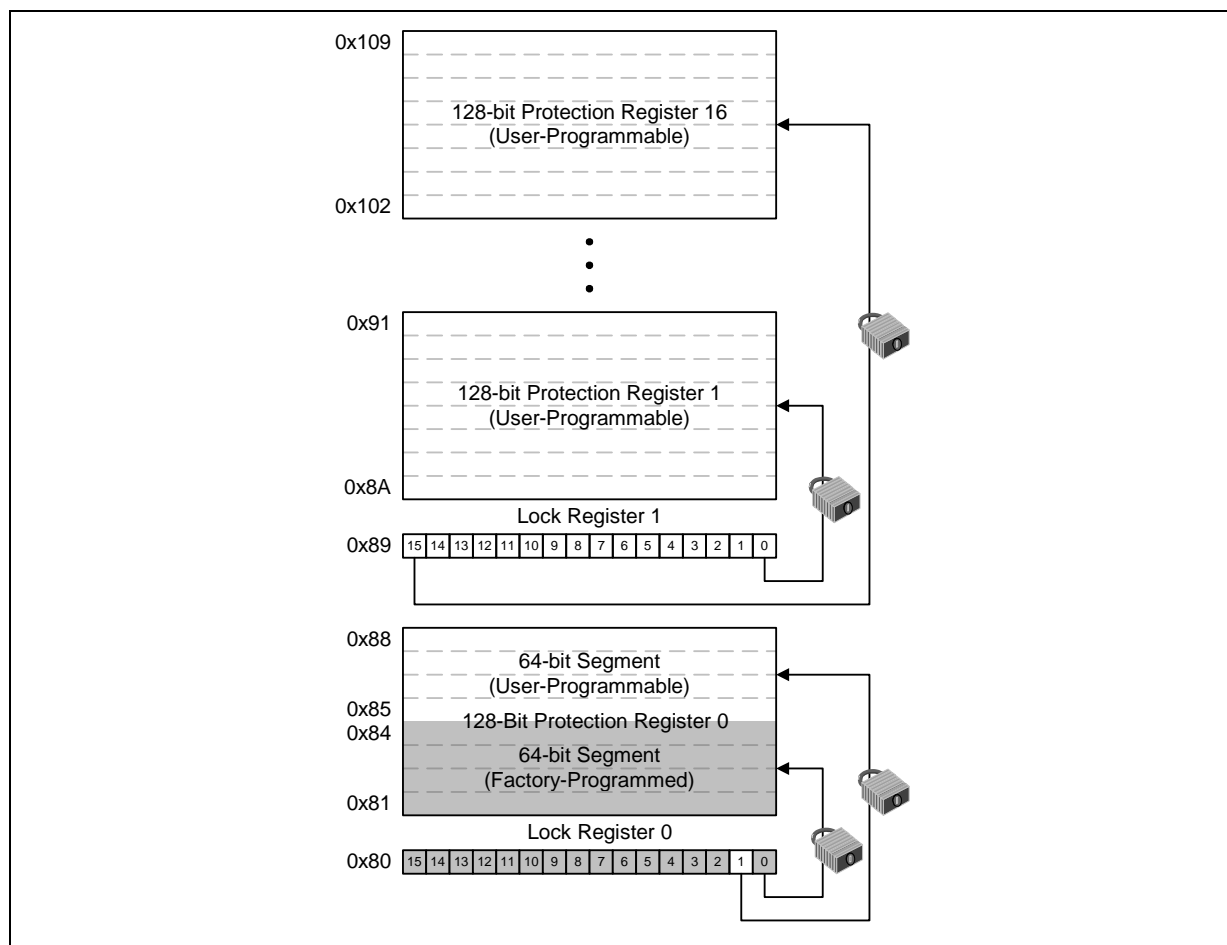 0x109
128-bit Protection Register 16
(User-Programmable)
0x102
0x91
128-bit Protection Register 1
(User-Programmable)
0x8A
Lock Register 1
0x89 15 14 13 12 11 10 9 8 7 6 5 4 3 2 1 0
0x88
64-bit Segment
(User-Programmable)
0x85
128-Bit Protection Register 0
0x84
64-bit Segment
(Factory-Programmed)
0x81
Lock Register 0
0x80 15 14 13 12 11 10 9 8 7 6 5 4 3 2 1 0